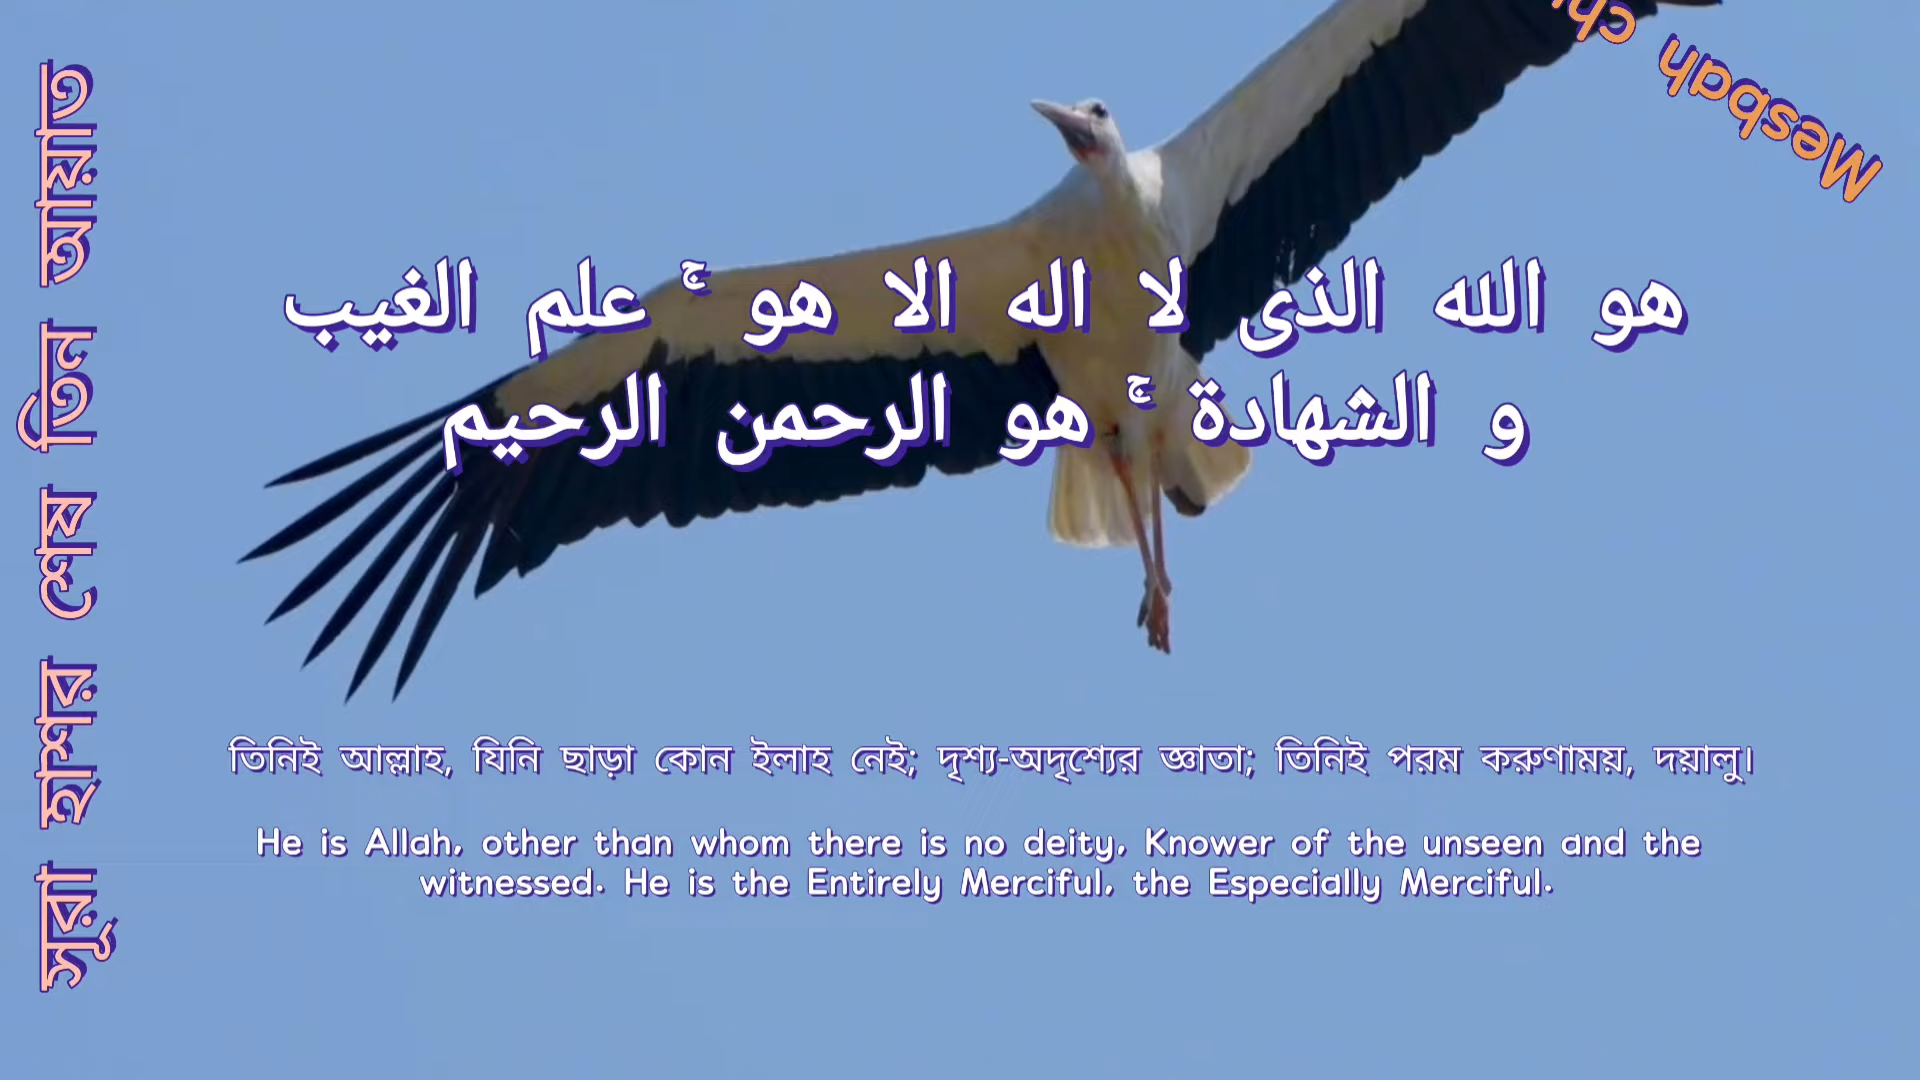 সূরা হাশর শেষ তিন আয়াত
Mesbah
هو الله الذى لا اله الا هو ۚ علم الغيب
و الشهادة ۚ هو الرحمن الرحيم
তিনিই আল্লাহ, যিনি ছাড়া কোন ইলাহ নেই; দৃশ্য-অদৃশ্যের জ্ঞাতা; তিনিই পরম করুণাময়, দয়ালু।
He is Allah, other than whom there is no deity, Knower of the unseen and the
witnessed. He is the Entirely Merciful, the Especially Merciful.